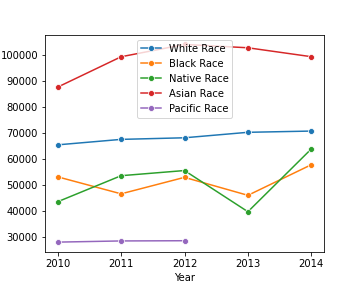 White Race
Black Race
Native Race
Asian Race
Pacific Race
100000
90000
80000
70000
60000
50000
40000
30000
2010 2011 2012 2013 2014
Year